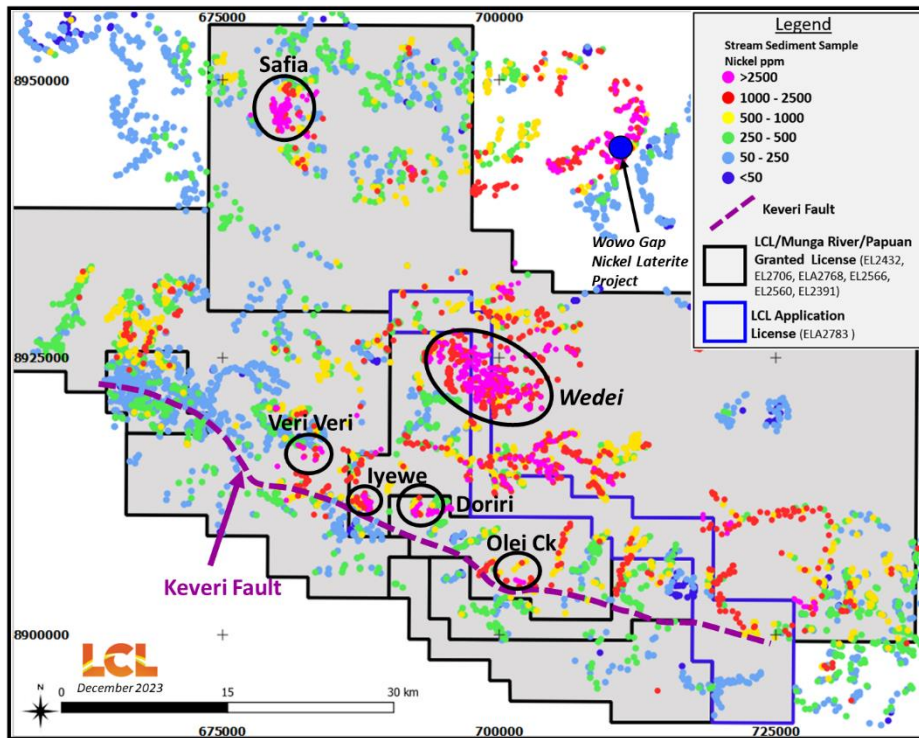 675000
700000
8950000
8925000
8900000
Safia
Wowo Gap
Nickel Laterite
Project
Wedei
Veri Veri
Iyewe
Doriri
Olei Ck
Keveri Fault
Legend
Stream Sediment Sample
Nickel ppm
>2500
1000 - 2500
500 - 1000
250 - 500
50 - 250
<50
Keveri Fault
LCL/Munga River/Papuan
Granted License (EL2432,
EL2706, ELA2768, EL2566,
EL2560, EL2391)
LCL Application
License (ELA2783 )
LCL
December 2023
N
0 15 30 km
675000
700000
725000